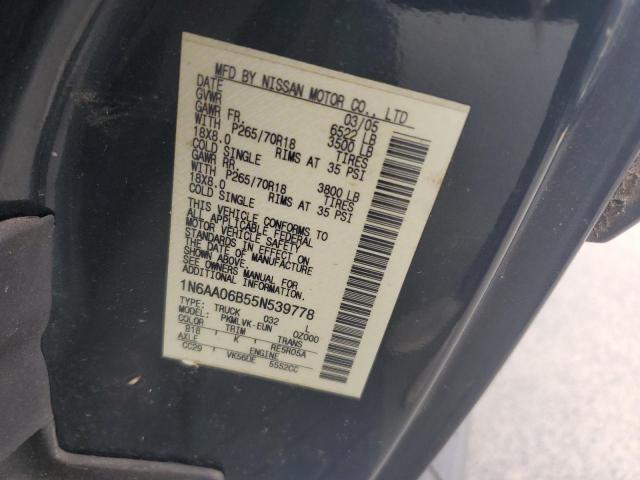 MFD BY NISSAN MOTOR CO., LTD
DATE 03/05
GVWR 6522 LB
GAWR FR. 3500 LB
WITH P265/70R18 TIRES
18X8.0 RIMS AT 35 PSI
COLD SINGLE
GAWR RR. 3800 LB
WITH P265/70R18 TIRES
18X8.0 RIMS AT 35 PSI
COLD SINGLE
THIS VEHICLE CONFORMS TO
ALL APPLICABLE FEDERAL
MOTOR VEHICLE SAFETY
STANDARDS IN EFFECT ON
THE DATE OF MANUFACTURE
SHOWN ABOVE.
SEE OWNERS MANUAL FOR
ADDITIONAL INFORMATION.
1N6AA06B55N539778
TYPE: TRUCK 032 L
MODEL: PKMLVK-EUN 0Z000
COLOR TRIM TRANS
B18 K RE5R05A
AXLE ENGINE
CC29 VK56DE 5552CC